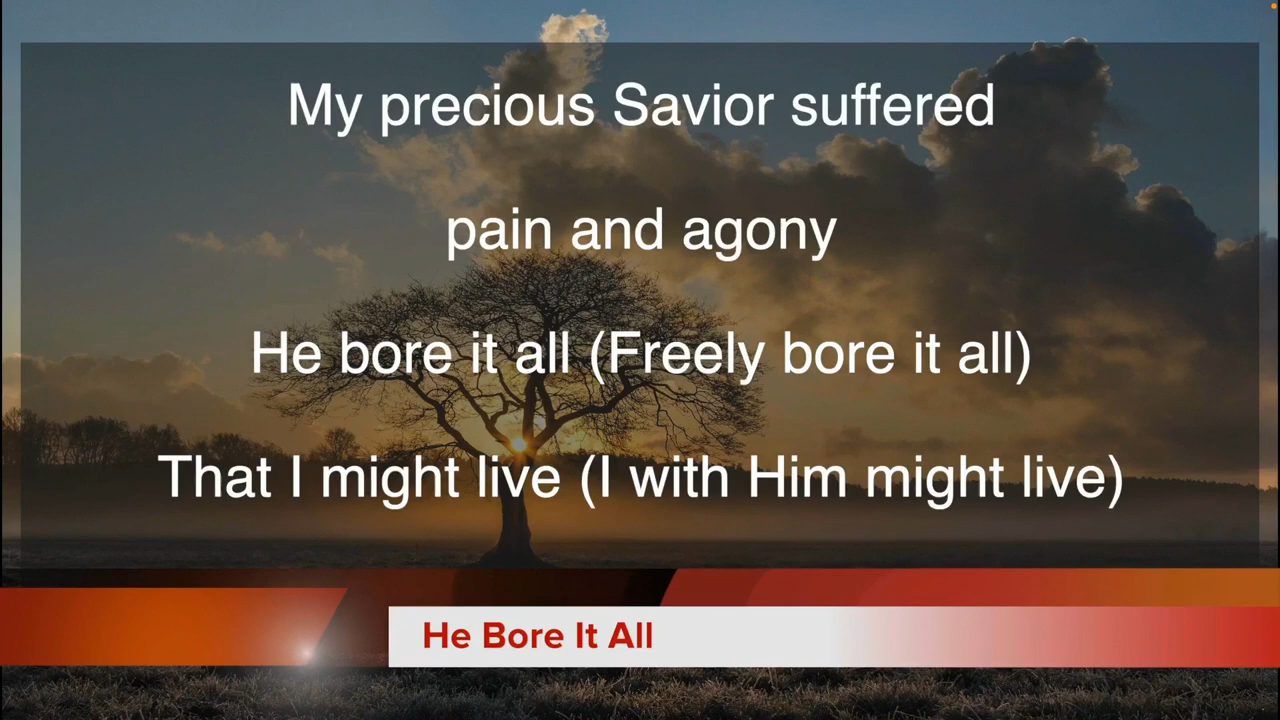 My precious Savior suffered
pain and agony
He bore it all (Freely bore it all)
That I might live (I with Him might live)
He Bore It All